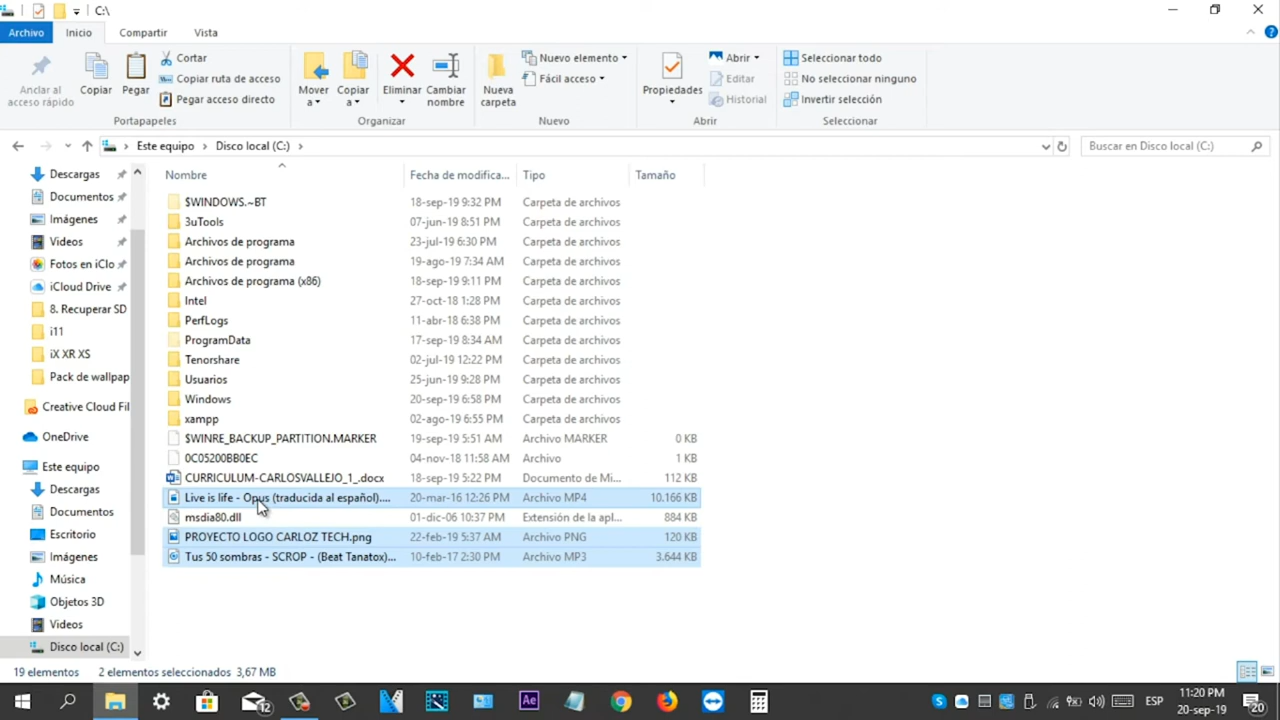 C:\
Archivo Inicio Compartir Vista
Anclar al acceso rápido
Copiar
Pegar
Cortar
Copiar ruta de acceso
Pegar acceso directo
Mover a
Copiar a
Eliminar
Cambiar nombre
Nueva carpeta
Nuevo elemento
Fácil acceso
Propiedades
Abrir
Editar
Historial
Seleccionar todo
No seleccionar ninguno
Invertir selección
Portapapeles Organizar Nuevo Abrir Seleccionar
Este equipo Disco local (C:)
Buscar en Disco local (C:)
Descargas
Documentos
Imágenes
Videos
Fotos en iClo
iCloud Drive
8. Recuperar SD
i11
iX XR XS
Pack de wallpap
Creative Cloud Fil
OneDrive
Este equipo
Descargas
Documentos
Escritorio
Imágenes
Música
Objetos 3D
Videos
Disco local (C:)
Nombre Fecha de modifica... Tipo Tamaño
$WINDOWS.~BT 18-sep-19 9:32 PM Carpeta de archivos
3uTools 07-jun-19 8:51 PM Carpeta de archivos
Archivos de programa 23-jul-19 6:30 PM Carpeta de archivos
Archivos de programa 19-ago-19 7:34 AM Carpeta de archivos
Archivos de programa (x86) 18-sep-19 9:11 PM Carpeta de archivos
Intel 27-oct-18 1:28 PM Carpeta de archivos
PerfLogs 11-abr-18 6:38 PM Carpeta de archivos
ProgramData 17-sep-19 8:34 AM Carpeta de archivos
Tenorshare 02-jul-19 12:22 PM Carpeta de archivos
Usuarios 25-jun-19 9:28 PM Carpeta de archivos
Windows 20-sep-19 6:58 PM Carpeta de archivos
xampp 02-ago-19 6:55 PM Carpeta de archivos
$WINRE_BACKUP_PARTITION.MARKER 19-sep-19 5:51 AM Archivo MARKER 0 KB
0C05200BB0EC 04-nov-18 11:58 AM Archivo 1 KB
CURRICULUM-CARLOSVALLEJO_1_.docx 18-sep-19 5:22 PM Documento de Mi... 112 KB
Live is life - Opus (traducida al español).... 20-mar-16 12:26 PM Archivo MP4 10.166 KB
msdia80.dll 01-dic-06 10:37 PM Extensión de la apl... 884 KB
PROYECTO LOGO CARLOZ TECH.png 22-feb-19 5:37 AM Archivo PNG 120 KB
Tus 50 sombras - SCROP - (Beat Tanatox)... 10-feb-17 2:30 PM Archivo MP3 3.644 KB
19 elementos 2 elementos seleccionados 3,67 MB
12
Ae
ESP
11:20 PM
20-sep-19
20